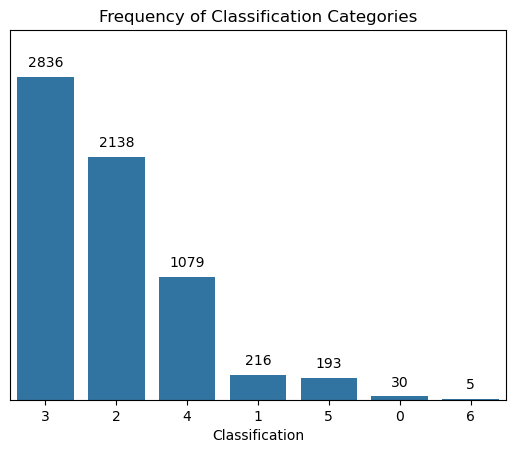 Frequency of Classification Categories
2836
2138
1079
216
193
30
5
3 2 4 1 5 0 6
Classification